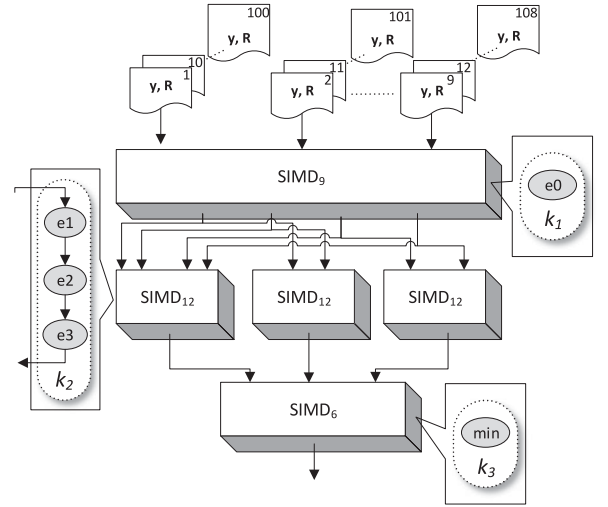 100
y, R
101
y, R
108
y, R
10
1
y, R
11
2
y, R
12
9
y, R
SIMD9
e0
k1
e1
e2
e3
k2
SIMD12
SIMD12
SIMD12
SIMD6
min
k3